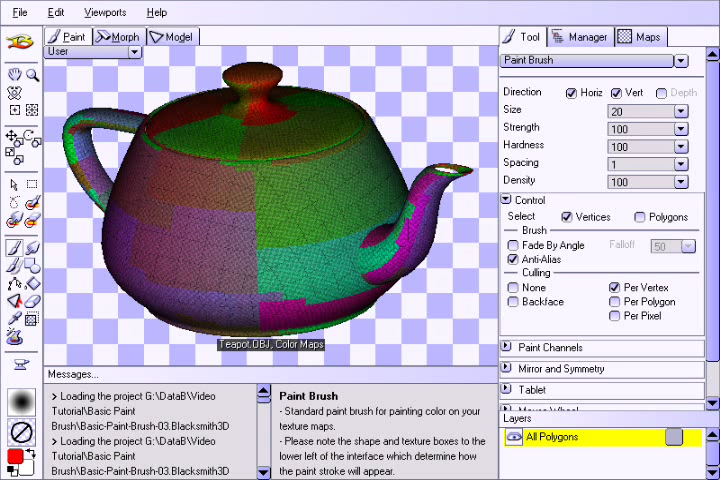 File Edit Viewports Help
Paint Morph Model
User
Teapot.OBJ, Color Maps
Messages...
> Loading the project G:\DataB\Video
Tutorial\Basic Paint
Brush\Basic-Paint-Brush-03.Blacksmith3D
> Loading the project G:\DataB\Video
Tutorial\Basic Paint
Brush\Basic-Paint-Brush-03.Blacksmith3D
Paint Brush
- Standard paint brush for painting color on your
texture maps.
- Please note the shape and texture boxes to the
lower left of the interface which determine how
the paint stroke will appear.
Tool Manager Maps
Paint Brush
Direction Horiz Vert Depth
Size 20
Strength 100
Hardness 100
Spacing 1
Density 100
Control
Select Vertices Polygons
Brush
Fade By Angle Falloff 50
Anti-Alias
Culling
None Per Vertex
Backface Per Polygon
Per Pixel
Paint Channels
Mirror and Symmetry
Tablet
Mouse Wheel
Layers
All Polygons